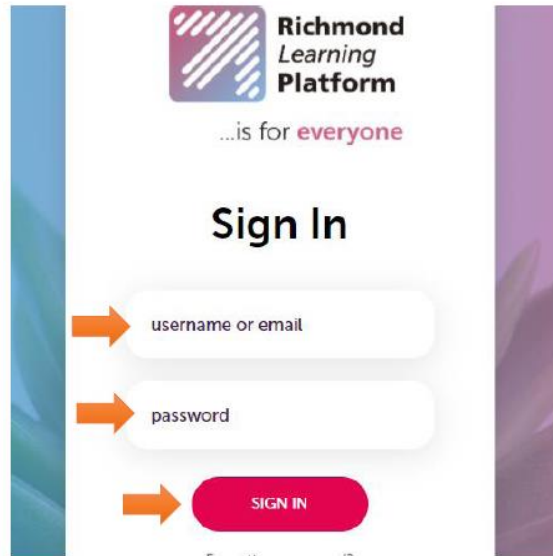 Richmond
Learning
Platform
...is for everyone
Sign In
username or email
password
SIGN IN